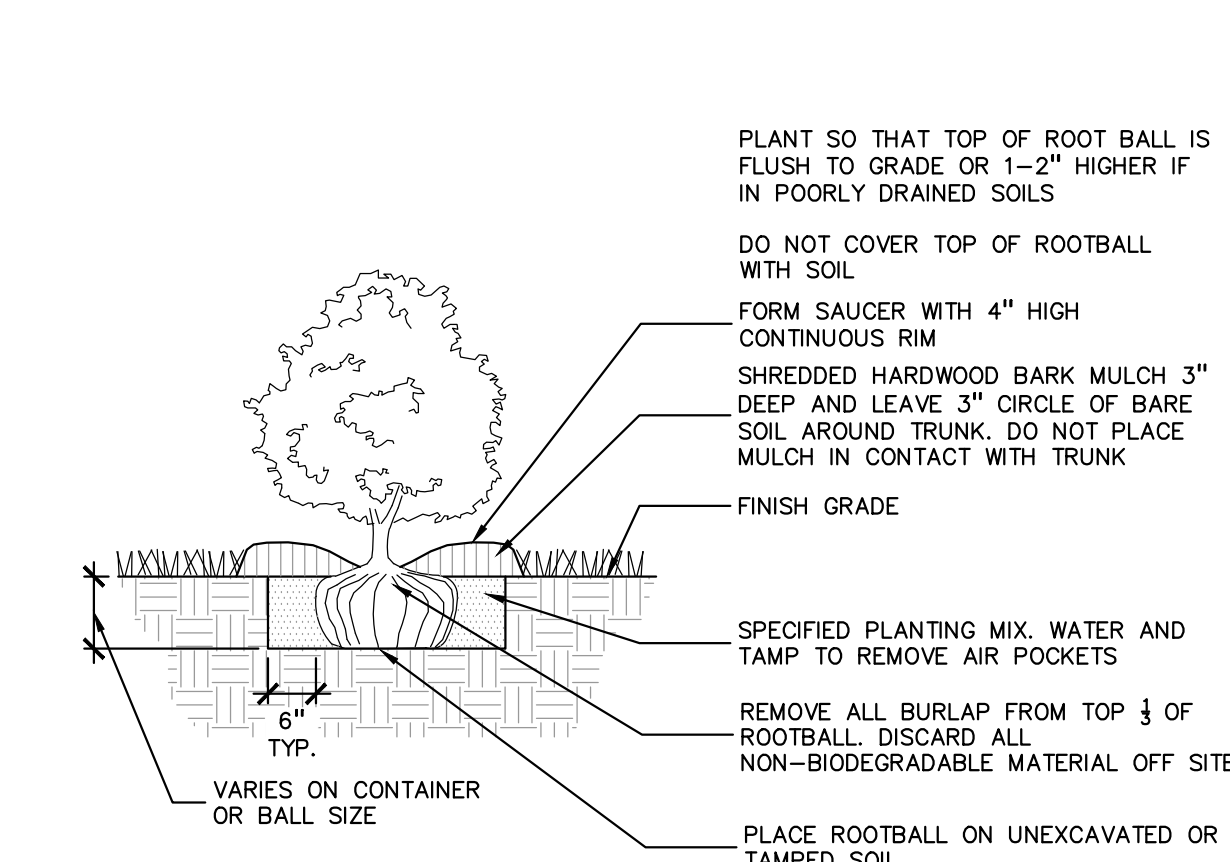 PLANT SO THAT TOP OF ROOT BALL IS
FLUSH TO GRADE OR 1–2" HIGHER IF
IN POORLY DRAINED SOILS
DO NOT COVER TOP OF ROOTBALL
WITH SOIL
FORM SAUCER WITH 4" HIGH
CONTINUOUS RIM
SHREDDED HARDWOOD BARK MULCH 3"
DEEP AND LEAVE 3" CIRCLE OF BARE
SOIL AROUND TRUNK. DO NOT PLACE
MULCH IN CONTACT WITH TRUNK
FINISH GRADE
SPECIFIED PLANTING MIX. WATER AND
TAMP TO REMOVE AIR POCKETS
REMOVE ALL BURLAP FROM TOP 1/3 OF
ROOTBALL. DISCARD ALL
NON–BIODEGRADABLE MATERIAL OFF SITE
PLACE ROOTBALL ON UNEXCAVATED OR
TAMPED SOIL
6"
TYP.
VARIES ON CONTAINER
OR BALL SIZE